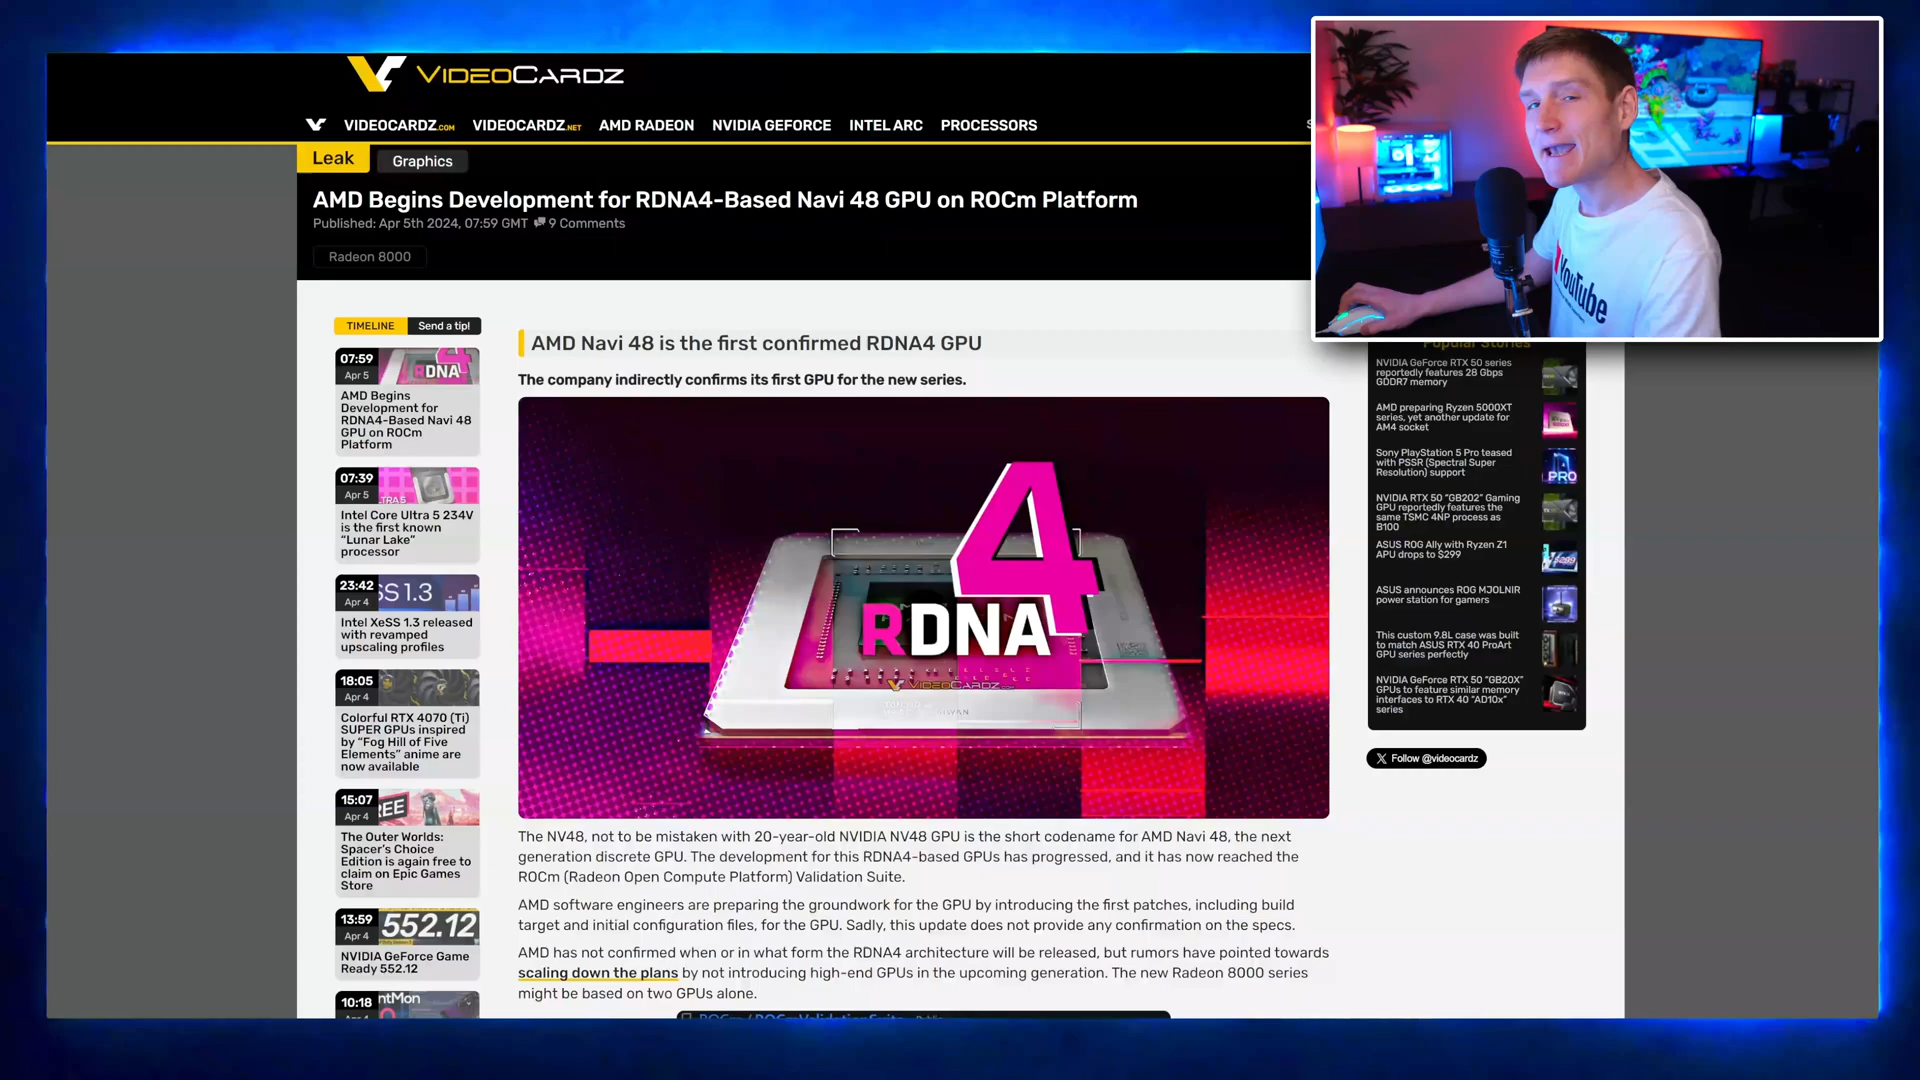 VIDEOCARDZ
VIDEOCARDZ.COM VIDEOCARDZ.NET AMD RADEON NVIDIA GEFORCE INTEL ARC PROCESSORS
Leak Graphics
AMD Begins Development for RDNA4-Based Navi 48 GPU on ROCm Platform
Published: Apr 5th 2024, 07:59 GMT 9 Comments
Radeon 8000
TIMELINE Send a tip!
07:59
Apr 5
4
RDNA
AMD Begins
Development for
RDNA4-Based Navi 48
GPU on ROCm
Platform
07:39
Apr 5
Intel Core Ultra 5 234V
is the first known
“Lunar Lake”
processor
23:42
Apr 4
SS 1.3
Intel XeSS 1.3 released
with revamped
upscaling profiles
18:05
Apr 4
Colorful RTX 4070 (Ti)
SUPER GPUs inspired
by “Fog Hill of Five
Elements” anime are
now available
15:07
Apr 4
REE
The Outer Worlds:
Spacer’s Choice
Edition is again free to
claim on Epic Games
Store
13:59
Apr 4
552.12
NVIDIA GeForce Game
Ready 552.12
10:18
ntMon
AMD Navi 48 is the first confirmed RDNA4 GPU
The company indirectly confirms its first GPU for the new series.
4
RDNA
VIDEOCARDZ.COM
The NV48, not to be mistaken with 20-year-old NVIDIA NV48 GPU is the short codename for AMD Navi 48, the next
generation discrete GPU. The development for this RDNA4-based GPUs has progressed, and it has now reached the
ROCm (Radeon Open Compute Platform) Validation Suite.
AMD software engineers are preparing the groundwork for the GPU by introducing the first patches, including build
target and initial configuration files, for the GPU. Sadly, this update does not provide any confirmation on the specs.
AMD has not confirmed when or in what form the RDNA4 architecture will be released, but rumors have pointed towards
scaling down the plans by not introducing high-end GPUs in the upcoming generation. The new Radeon 8000 series
might be based on two GPUs alone.
YouTube
Popular Stories
NVIDIA GeForce RTX 50 series
reportedly features 28 Gbps
GDDR7 memory
AMD preparing Ryzen 5000XT
series, yet another update for
AM4 socket
Sony PlayStation 5 Pro teased
with PSSR (Spectral Super
Resolution) support
PRO
NVIDIA RTX 50 “GB202” Gaming
GPU reportedly features the
same TSMC 4NP process as
B100
ASUS ROG Ally with Ryzen Z1
APU drops to $299
ASUS announces ROG MJOLNIR
power station for gamers
This custom 9.8L case was built
to match ASUS RTX 40 ProArt
GPU series perfectly
NVIDIA GeForce RTX 50 “GB20X”
GPUs to feature similar memory
interfaces to RTX 40 “AD10x”
series
Follow @videocardz